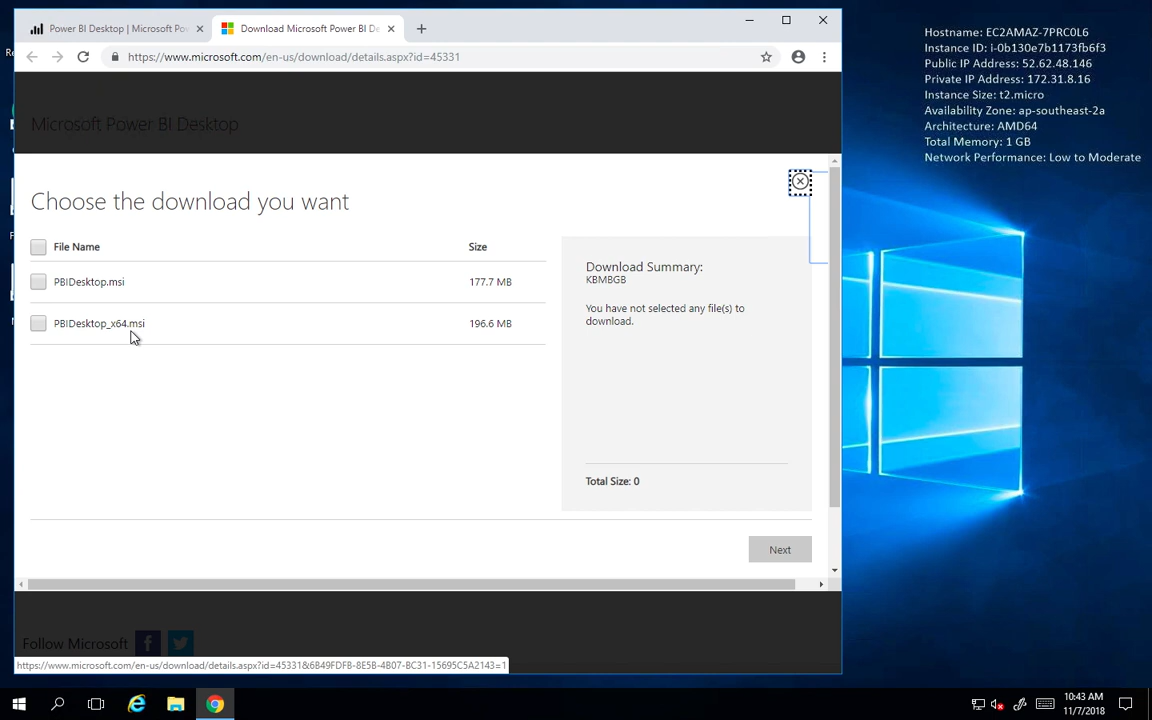 Power BI Desktop | Microsoft Po
Download Microsoft Power BI De
https://www.microsoft.com/en-us/download/details.aspx?id=45331
Hostname: EC2AMAZ-7PRC0L6
Instance ID: i-0b130e7b1173fb6f3
Public IP Address: 52.62.48.146
Private IP Address: 172.31.8.16
Instance Size: t2.micro
Availability Zone: ap-southeast-2a
Architecture: AMD64
Total Memory: 1 GB
Network Performance: Low to Moderate
Microsoft Power BI Desktop
Choose the download you want
File Name Size
PBIDesktop.msi 177.7 MB
PBIDesktop_x64.msi 196.6 MB
Download Summary:
KBMBGB
You have not selected any file(s) to
download.
Total Size: 0
Next
Follow Microsoft
https://www.microsoft.com/en-us/download/details.aspx?id=45331&6B49FDFB-8E5B-4B07-BC31-15695C5A2143=1
10:43 AM
11/7/2018